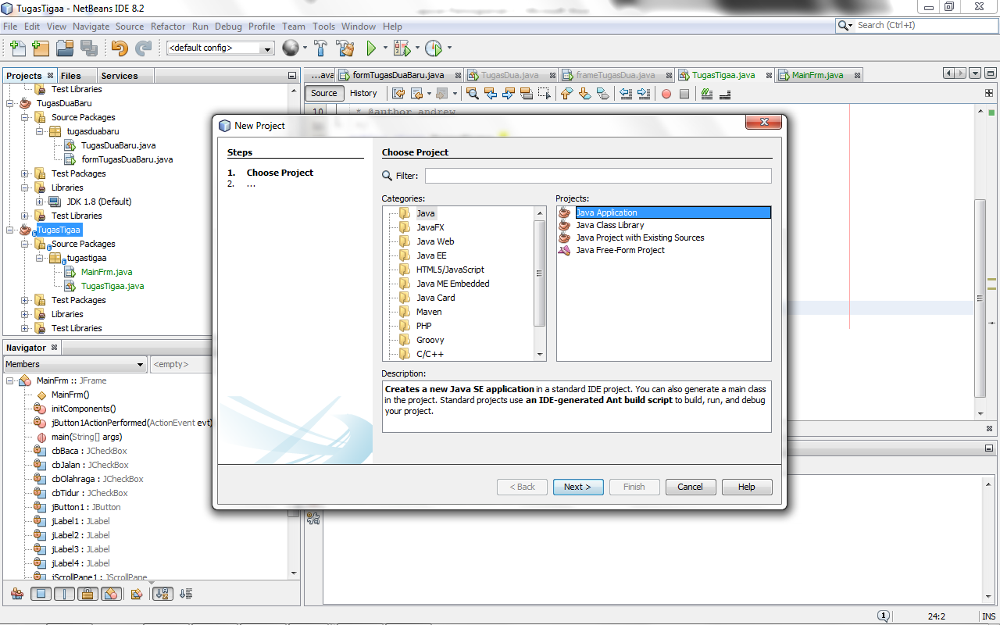 TugasTigaa - NetBeans IDE 8.2
File Edit View Navigate Source Refactor Run Debug Profile Team Tools Window Help
Search (Ctrl+I)
<default config>
Projects Files Services
...ava formTugasDuaBaru.java TugasDua.java frameTugasDua.java TugasTigaa.java MainFrm.java
Source History
Test Libraries
TugasDuaBaru
Source Packages
tugasduabaru
TugasDuaBaru.java
formTugasDuaBaru.java
Test Packages
Libraries
JDK 1.8 (Default)
Test Libraries
TugasTigaa
Source Packages
tugastigaa
MainFrm.java
TugasTigaa.java
Test Packages
Libraries
Test Libraries
10 * @author andrew
New Project
Steps
1. Choose Project
2. ...
Choose Project
Filter:
Categories:
Java
JavaFX
Java Web
Java EE
HTML5/JavaScript
Java ME Embedded
Java Card
Maven
PHP
Groovy
C/C++
Projects:
Java Application
Java Class Library
Java Project with Existing Sources
Java Free-Form Project
Description:
Creates a new Java SE application in a standard IDE project. You can also generate a main class
in the project. Standard projects use an IDE-generated Ant build script to build, run, and debug
your project.
< Back Next > Finish Cancel Help
Navigator
Members <empty>
MainFrm :: JFrame
MainFrm()
initComponents()
jButton1ActionPerformed(ActionEvent evt)
main(String[] args)
cbBaca : JCheckBox
cbJalan : JCheckBox
cbOlahraga : JCheckBox
cbTidur : JCheckBox
jButton1 : JButton
jLabel1 : JLabel
jLabel2 : JLabel
jLabel3 : JLabel
jLabel4 : JLabel
jScrollPane1 : JScrollPane
1 24:2 INS